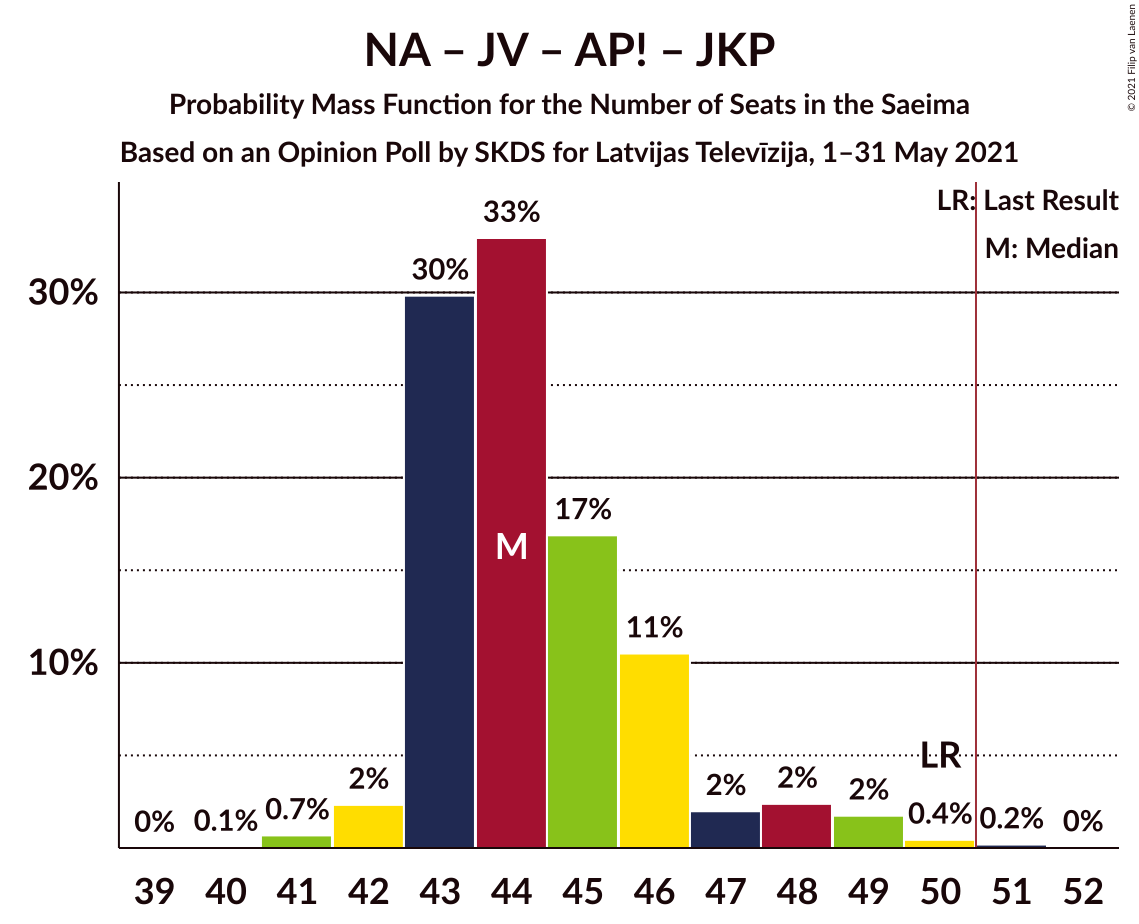 NA – JV – AP! – JKP
Probability Mass Function for the Number of Seats in the Saeima
Based on an Opinion Poll by SKDS for Latvijas Televīzija, 1–31 May 2021
© 2021 Filip van Laenen
LR: Last Result
M: Median
33%
30%
30%
20%
17%
M
11%
10%
LR
2%
2%
2%
2%
0%
0.1%
0.7%
0.4%
0.2%
0%
39 40 41 42 43 44 45 46 47 48 49 50 51 52